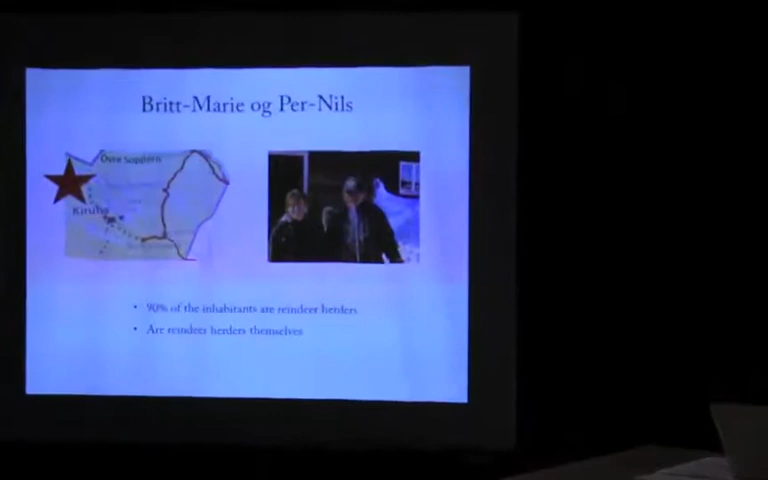 Britt-Marie og Per-Nils
Övre Soppero
Kiruna
• 90% of the inhabitants are reindeer herders
• Are reindeer herders themselves